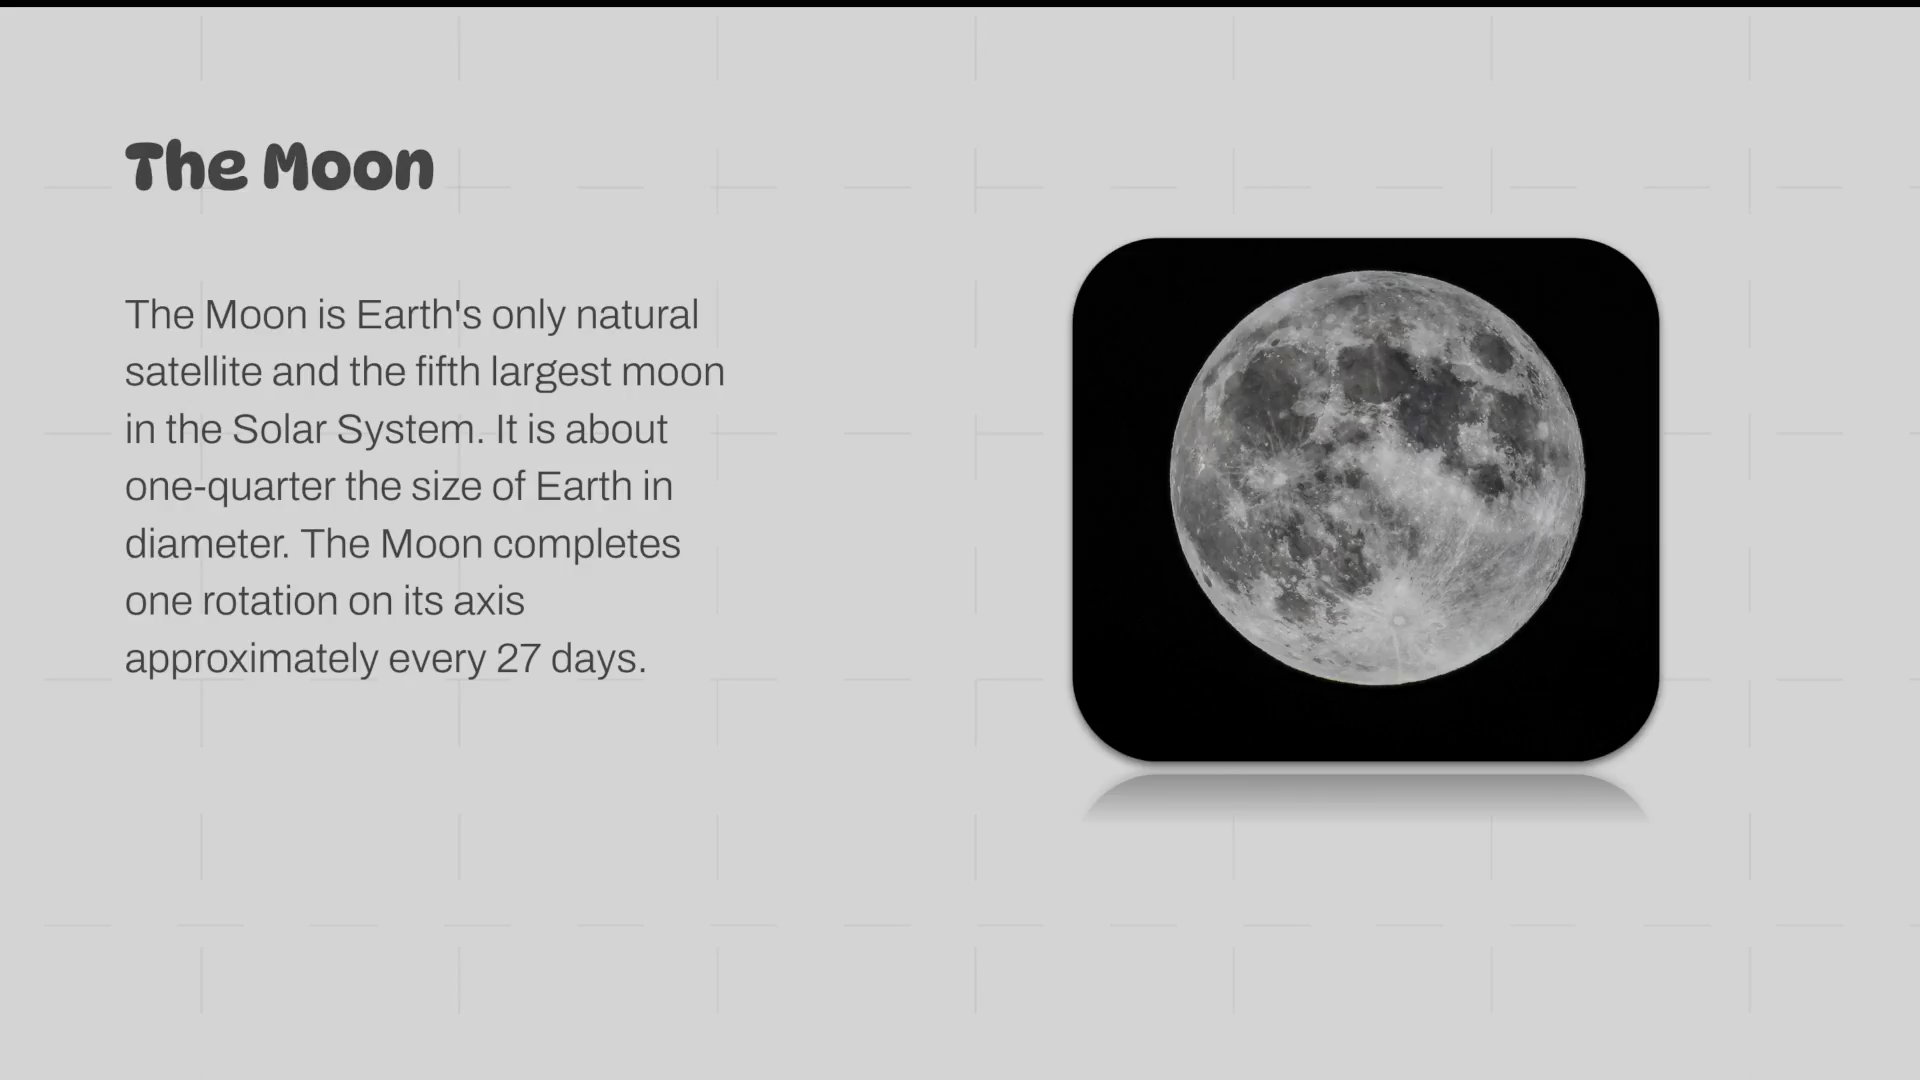 The Moon
The Moon is Earth's only natural
satellite and the fifth largest moon
in the Solar System. It is about
one-quarter the size of Earth in
diameter. The Moon completes
one rotation on its axis
approximately every 27 days.